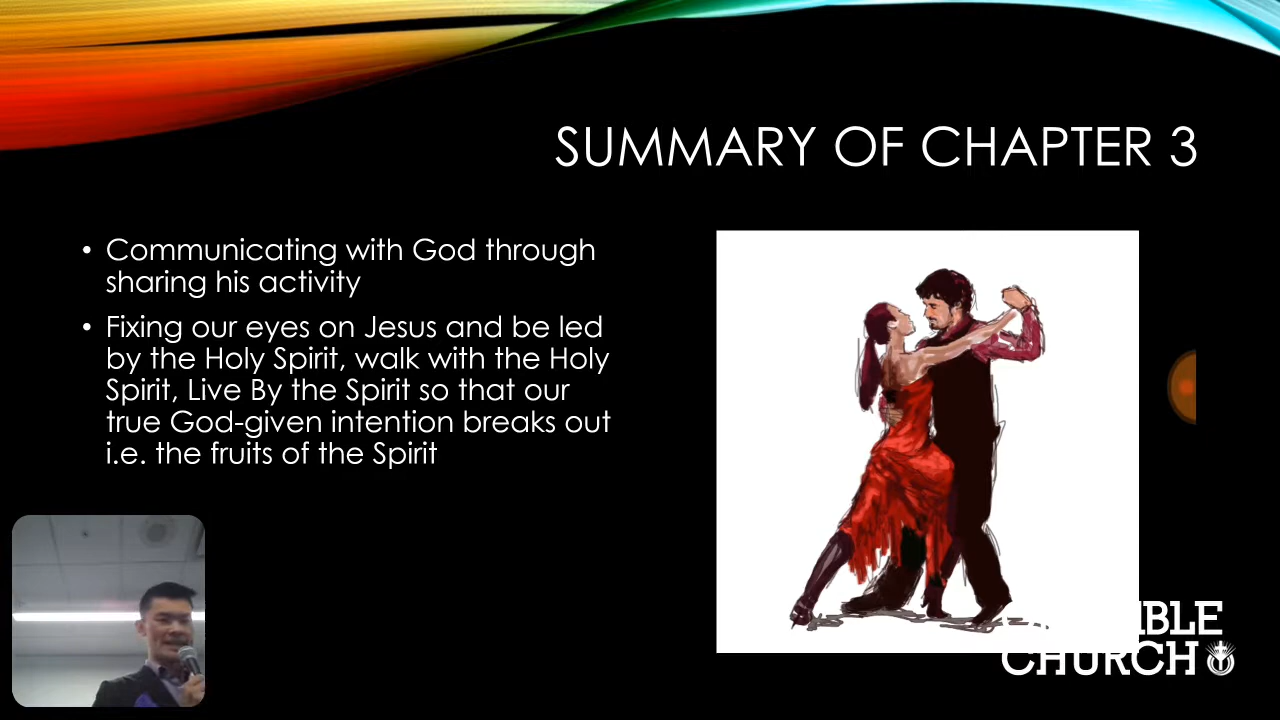 SUMMARY OF CHAPTER 3
• Communicating with God through
sharing his activity
• Fixing our eyes on Jesus and be led
by the Holy Spirit, walk with the Holy
Spirit, Live By the Spirit so that our
true God-given intention breaks out
i.e. the fruits of the Spirit
CHURCH